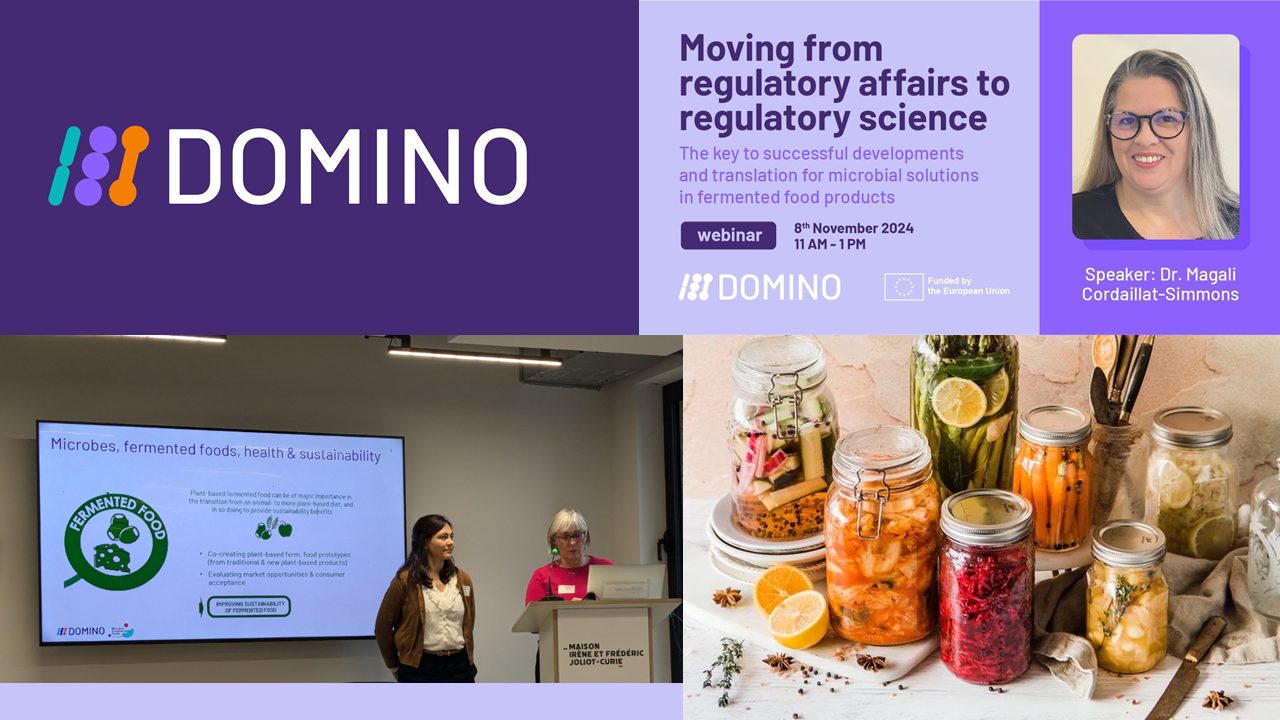 DOMINO
Moving from
regulatory affairs to
regulatory science
The key to successful developments
and translation for microbial solutions
in fermented food products
webinar
8th November 2024
11 AM - 1 PM
DOMINO
Funded by
the European Union
Speaker: Dr. Magali
Cordaillat-Simmons
Microbes, fermented foods, health & sustainability
FERMENTED FOOD
Plant-based fermented food can be of major importance in
the transition from an animal- to more plant-based diet, and
in so doing to provide sustainability benefits
• Co-creating plant-based ferm. food prototypes
(from traditional & new plant-based products)
• Evaluating market opportunities & consumer
acceptance
IMPROVING SUSTAINABILITY
OF FERMENTED FOOD
DOMINO
MAISON
IRÈNE ET FRÉDÉRIC
JOLIOT-CURIE